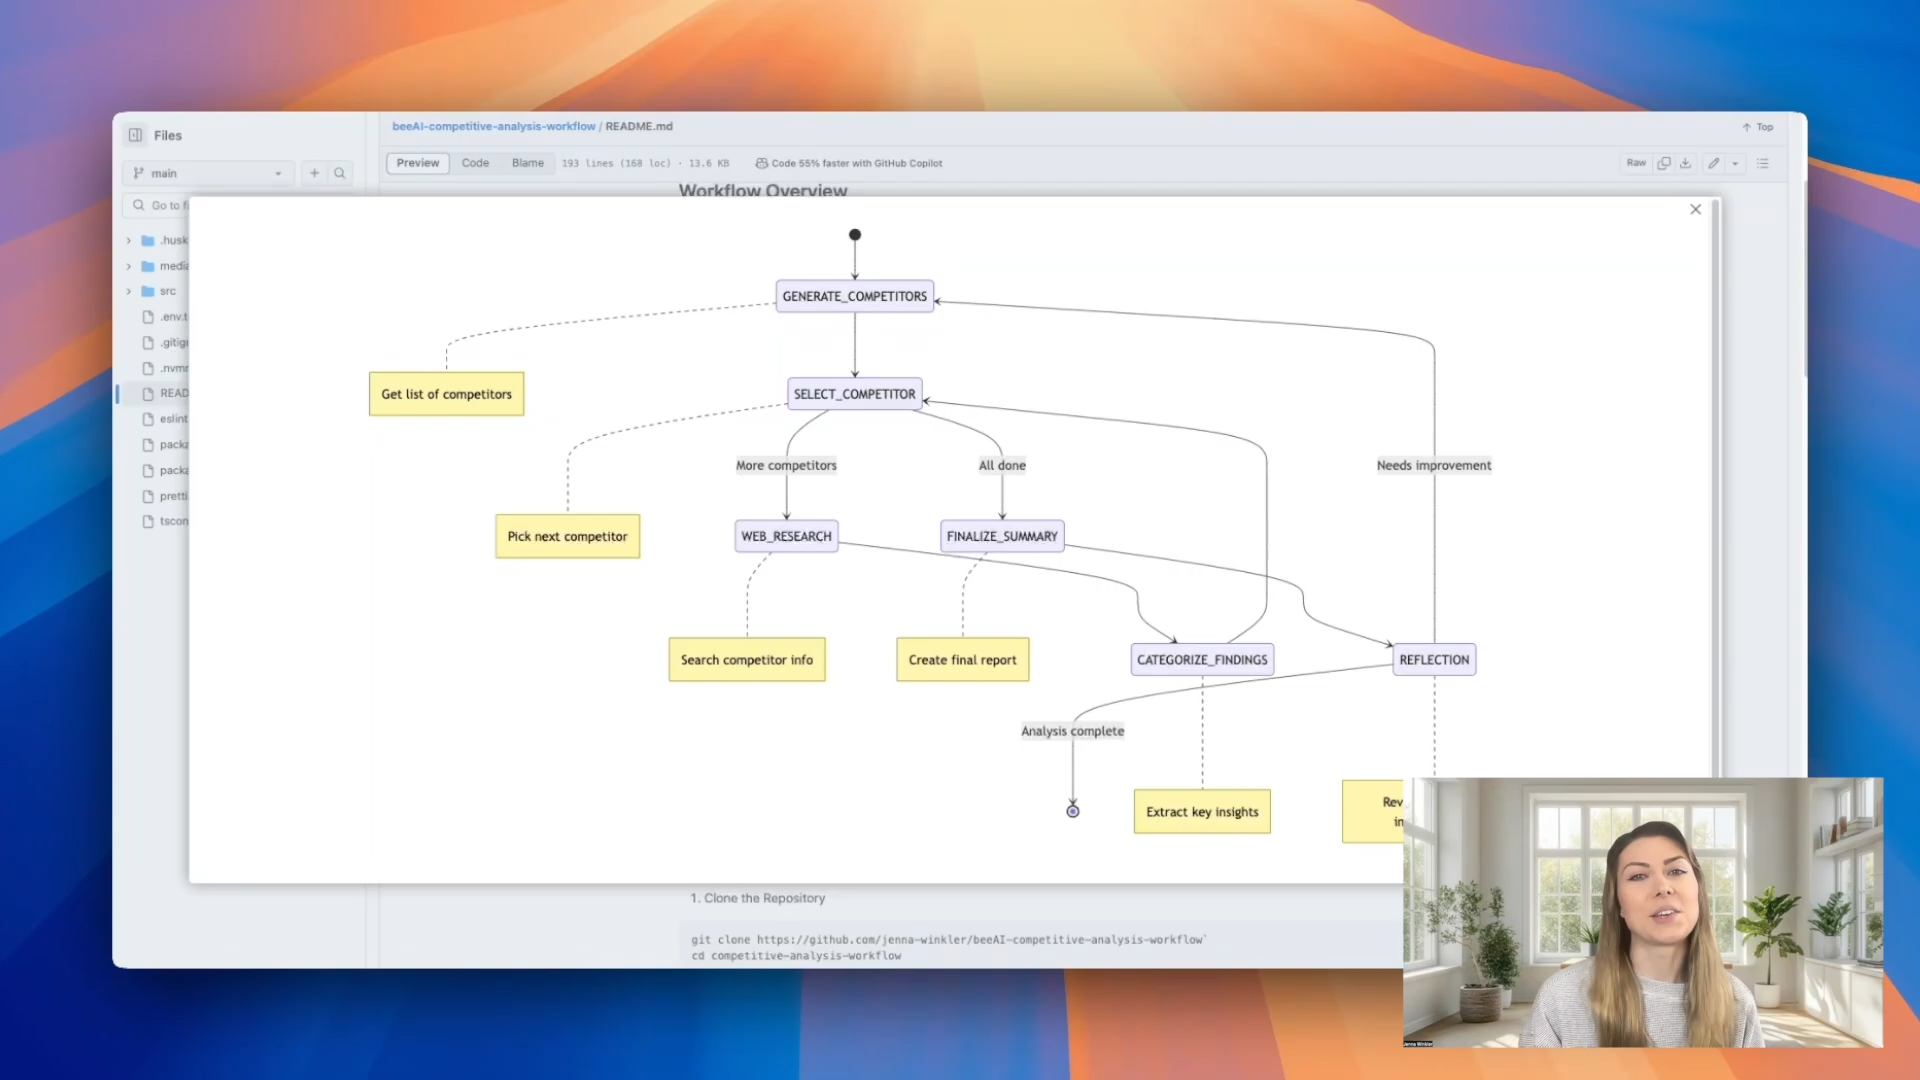 Files
beeAI-competitive-analysis-workflow / README.md
Top
main
Preview
Code
Blame
193 lines (168 loc) · 13.6 KB
Code 55% faster with GitHub Copilot
Raw
Workflow Overview
Go to f
.husk
media
src
.env.t
.gitig
.nvmr
READ
eslint
packa
packa
pretti
tscon
GENERATE_COMPETITORS
Get list of competitors
SELECT_COMPETITOR
More competitors
All done
Needs improvement
Pick next competitor
WEB_RESEARCH
FINALIZE_SUMMARY
Search competitor info
Create final report
CATEGORIZE_FINDINGS
REFLECTION
Analysis complete
Extract key insights
Rev
in
1. Clone the Repository
git clone https://github.com/jenna-winkler/beeAI-competitive-analysis-workflow`
cd competitive-analysis-workflow
Jenna Winkler